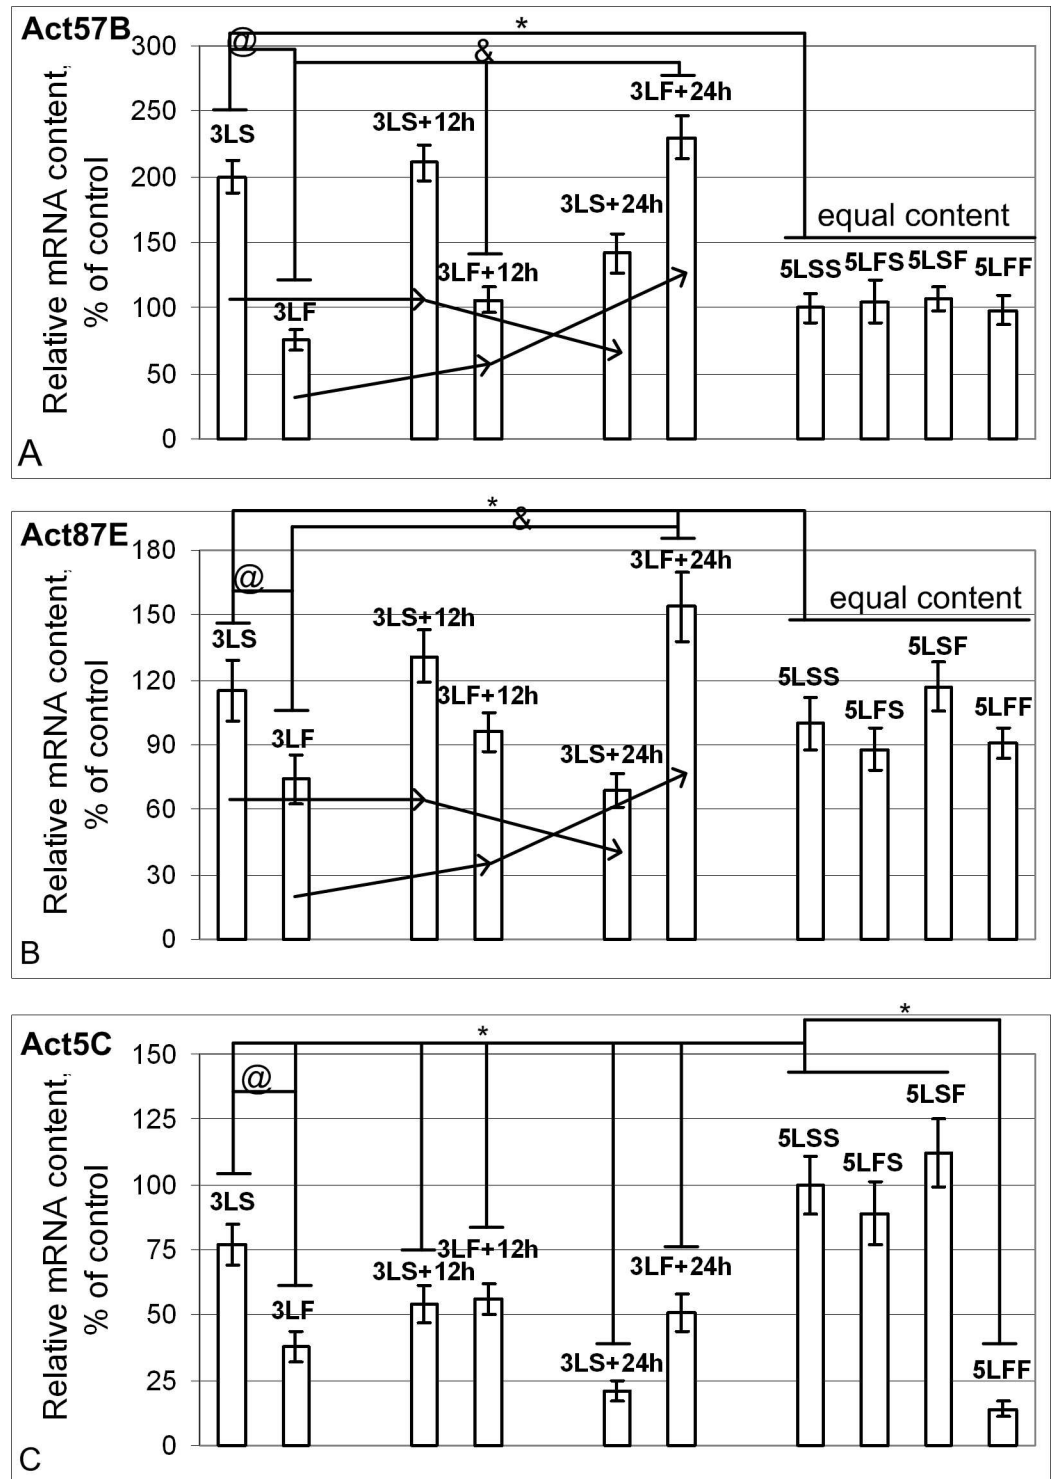 Act57B
@
*
&
Relative mRNA content,
% of control
300
250
200
150
100
50
0
3LS
3LF
3LS+12h
3LF+12h
3LS+24h
3LF+24h
equal content
5LSS
5LFS
5LSF
5LFF
A
Act87E
@
*
&
Relative mRNA content,
% of control
180
150
120
90
60
30
0
3LS
3LF
3LS+12h
3LF+12h
3LS+24h
3LF+24h
equal content
5LSS
5LFS
5LSF
5LFF
B
Act5C
@
*
*
Relative mRNA content,
% of control
150
125
100
75
50
25
0
3LS
3LF
3LS+12h
3LF+12h
3LS+24h
3LF+24h
5LSS
5LFS
5LSF
5LFF
C